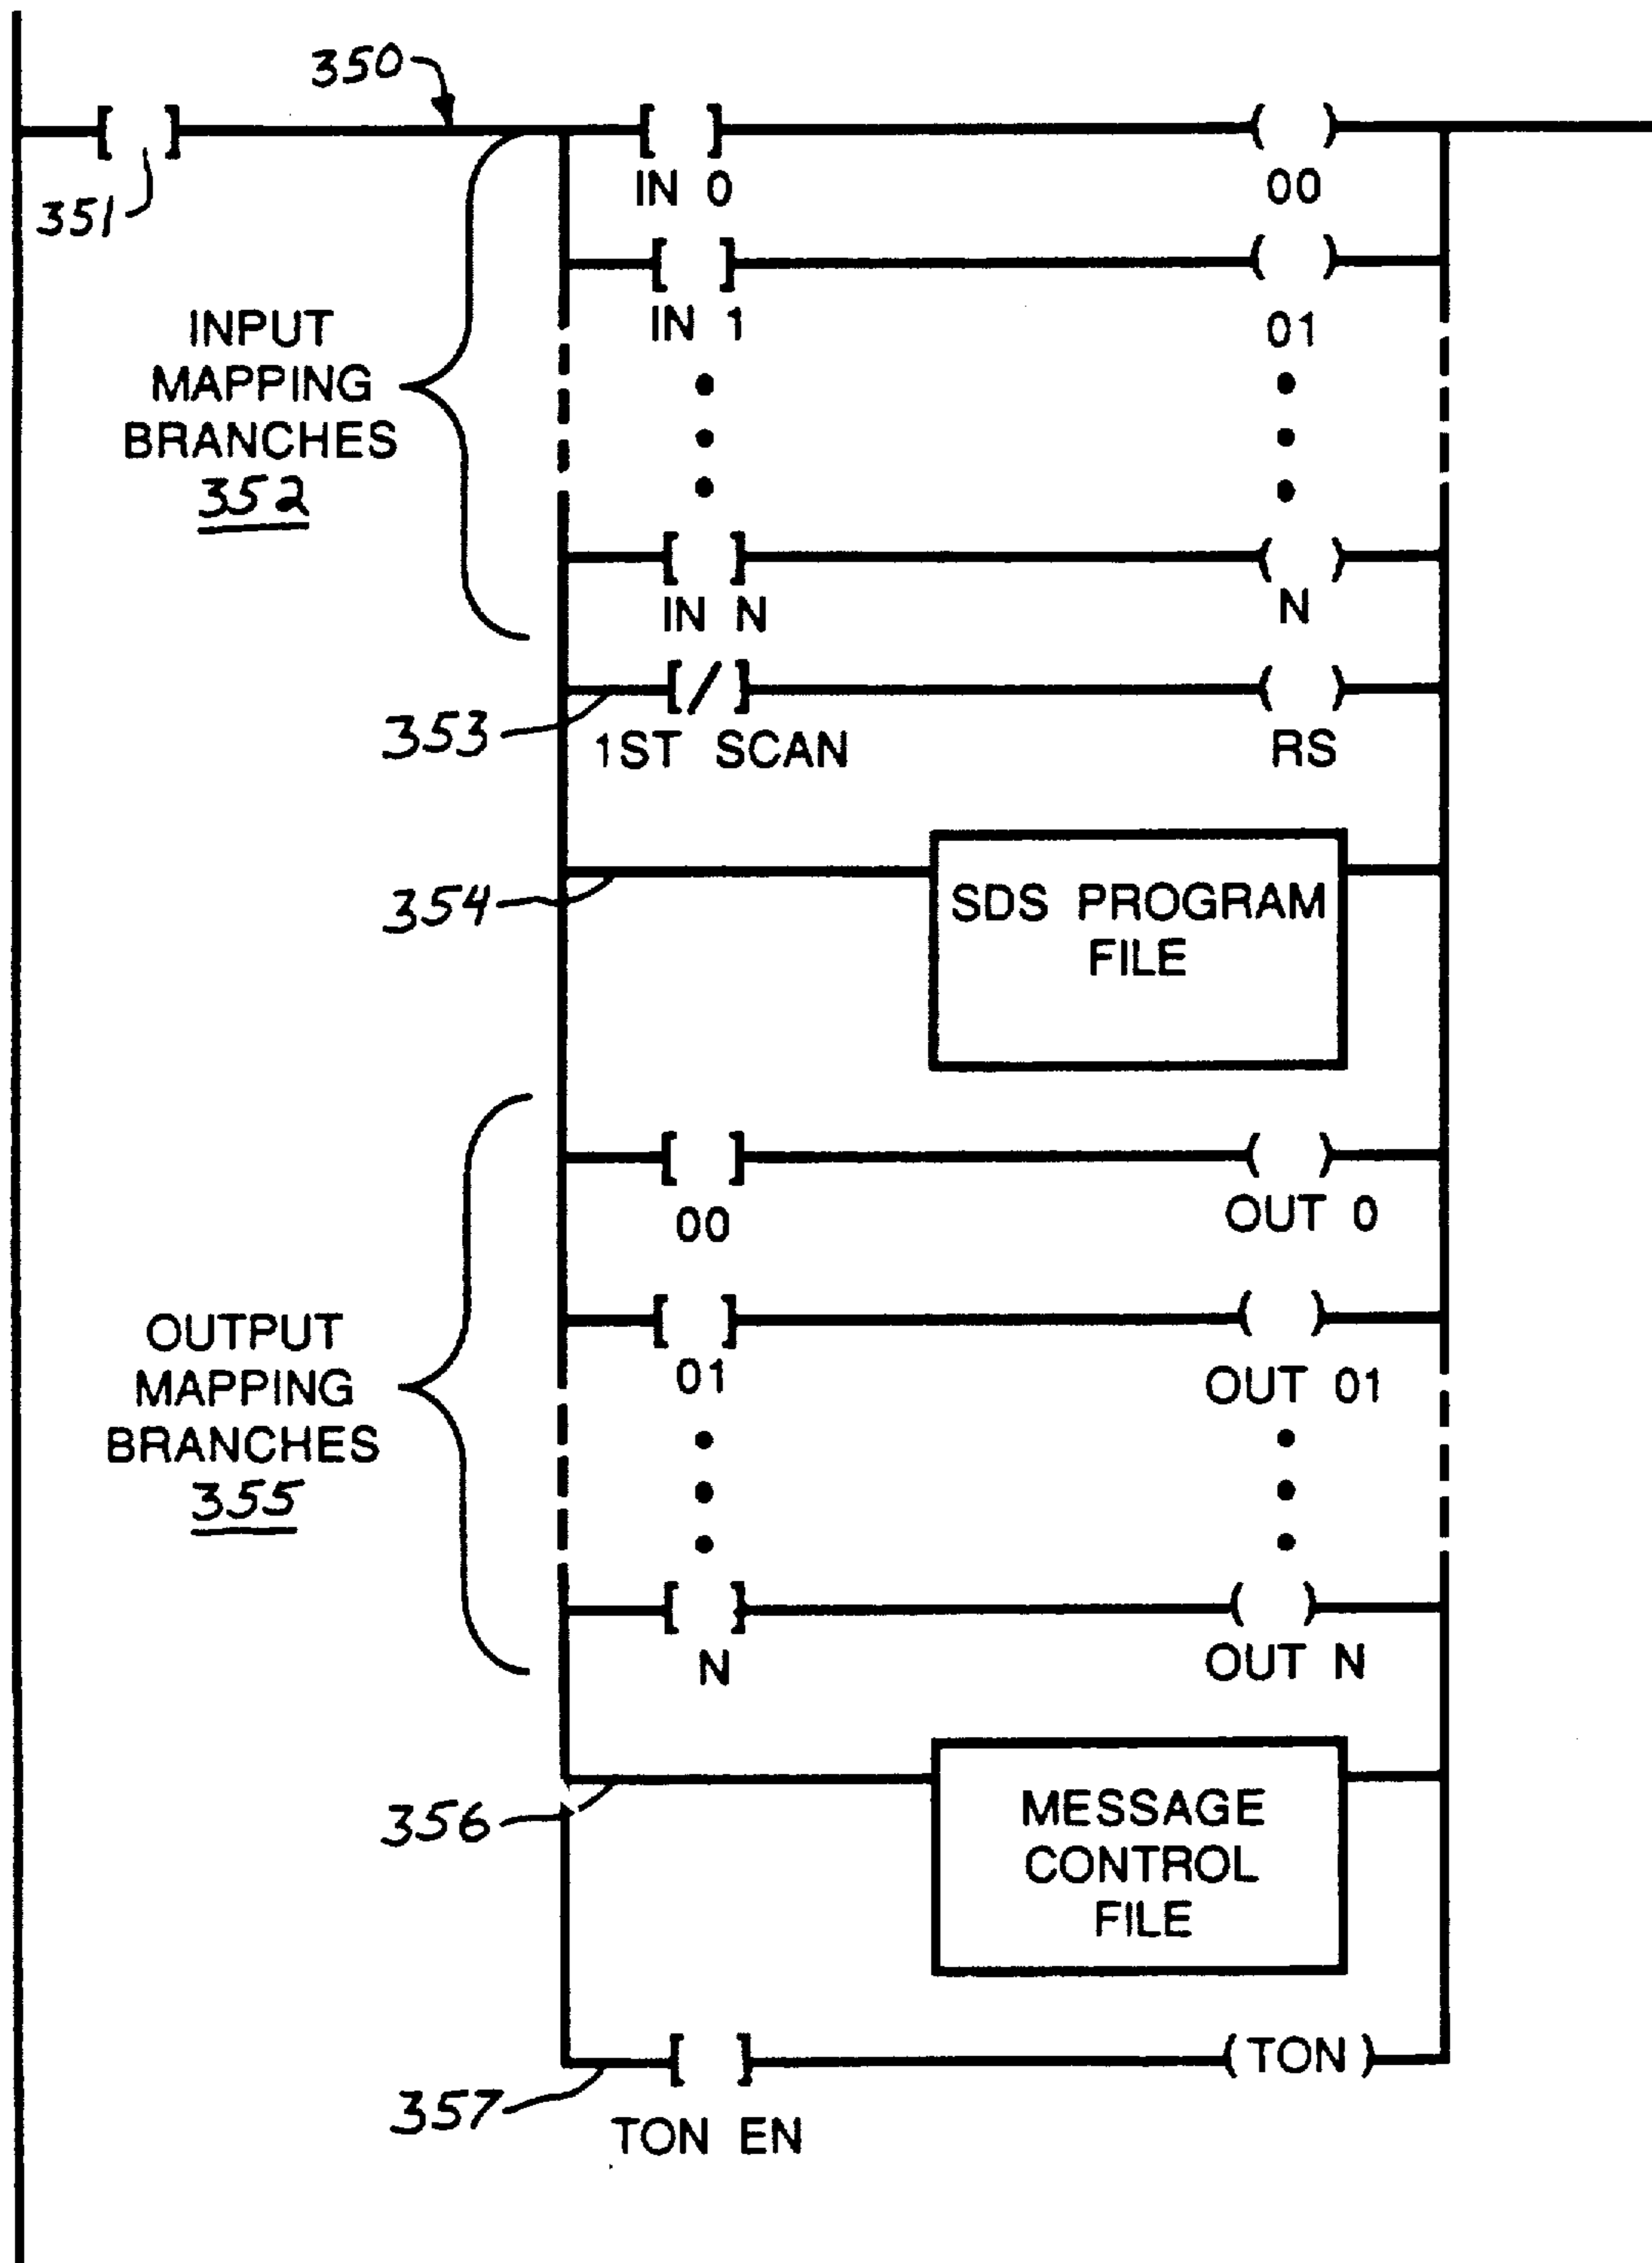 350
351
IN 0 00
IN 1 01
INPUT
MAPPING
BRANCHES
352
IN N N
353
1ST SCAN RS
354
SDS PROGRAM
FILE
00 OUT 0
01 OUT 01
OUTPUT
MAPPING
BRANCHES
355
N OUT N
356
MESSAGE
CONTROL
FILE
(TON)
357
TON EN